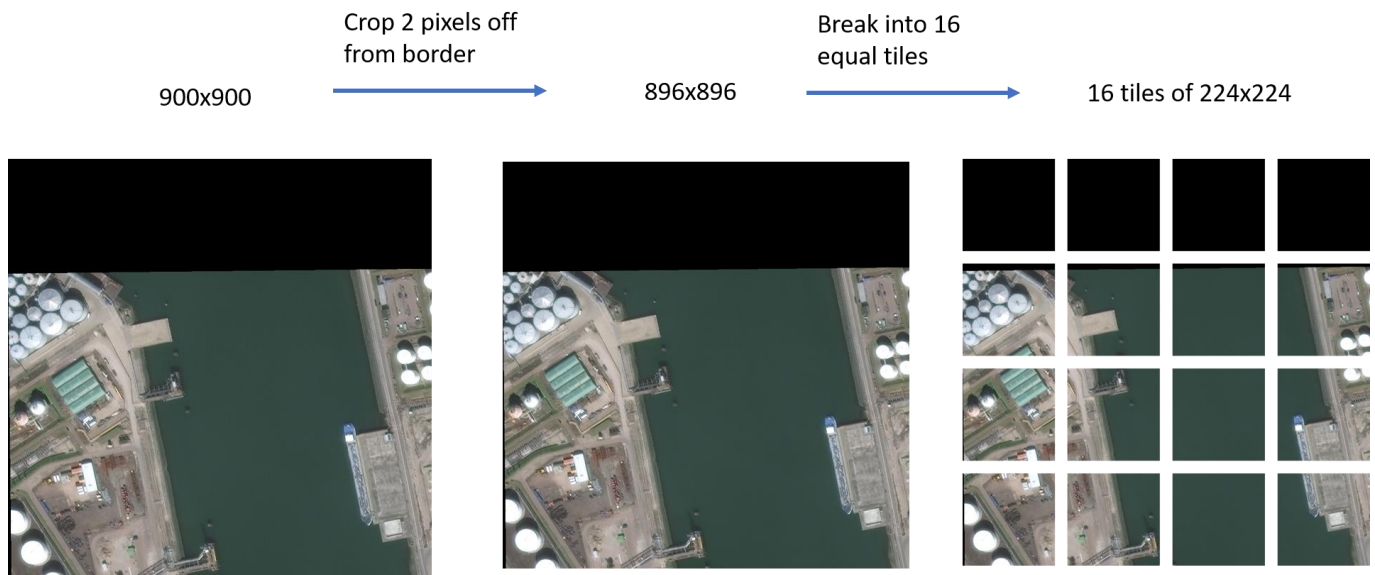 Crop 2 pixels off
from border
Break into 16
equal tiles
900x900
896x896
16 tiles of 224x224